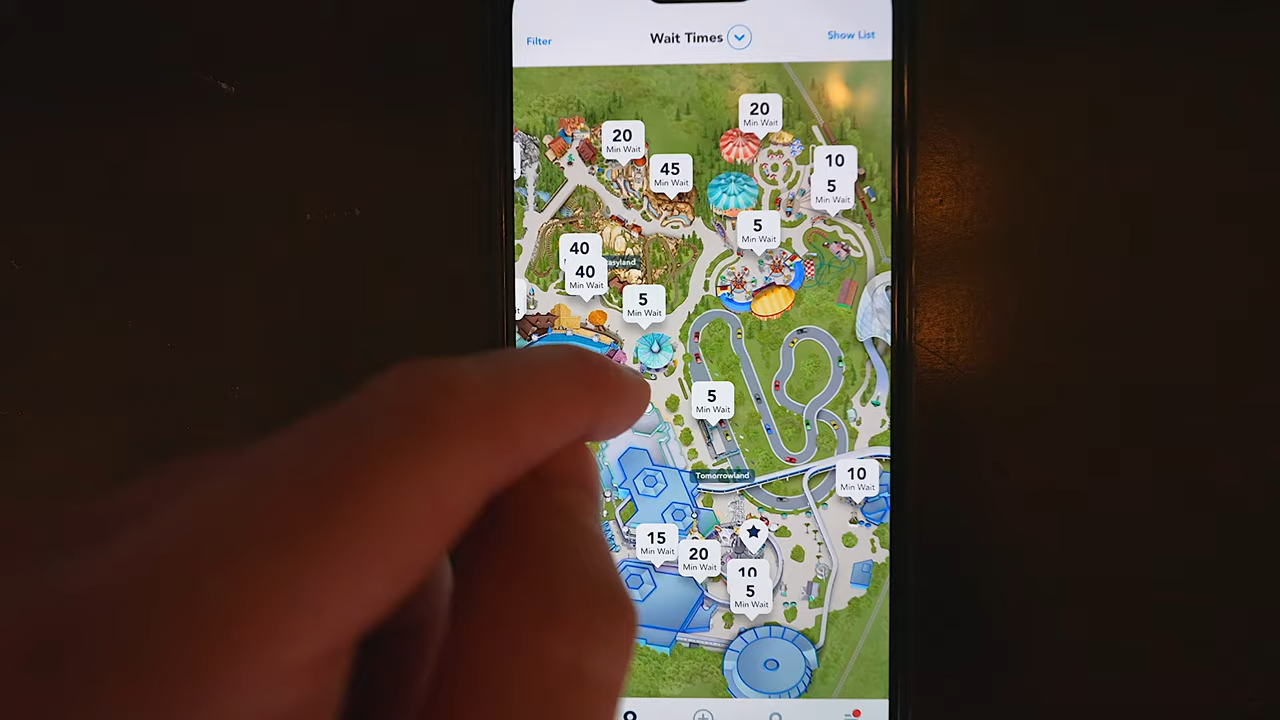 Filter
Wait Times
Show List
20
Min Wait
20
Min Wait
45
Min Wait
10
5
Min Wait
5
Min Wait
40
40
Min Wait
5
Min Wait
5
Min Wait
Tomorrowland
10
Min Wait
15
Min Wait
20
Min Wait
10
5
Min Wait